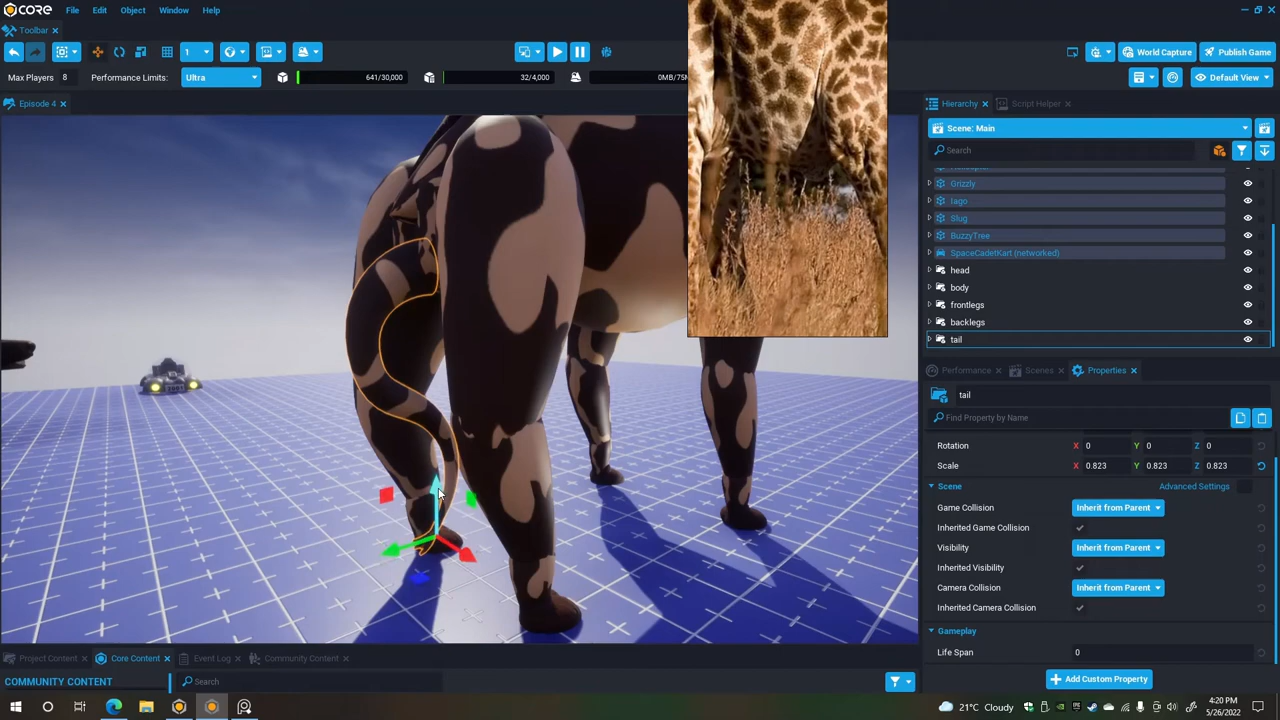 CORE File Edit Object Window Help
Toolbar
1 World Capture Publish Game
Max Players 8 Performance Limits: Ultra 641/30,000 32/4,000 0MB/75M Default View
Episode 4 Hierarchy Script Helper
Scene: Main
Search
Grizzly
Iago
Slug
BuzzyTree
SpaceCadetKart (networked)
head
body
frontlegs
backlegs
tail
Performance Scenes Properties
tail
Find Property by Name
Rotation X 0 Y 0 Z 0
Scale X 0.823 Y 0.823 Z 0.823
Scene Advanced Settings
Game Collision Inherit from Parent
Inherited Game Collision
Visibility Inherit from Parent
Inherited Visibility
Camera Collision Inherit from Parent
Inherited Camera Collision
Gameplay
Life Span 0
Project Content Core Content Event Log Community Content
COMMUNITY CONTENT Search Add Custom Property
21°C Cloudy 4:20 PM
5/26/2022